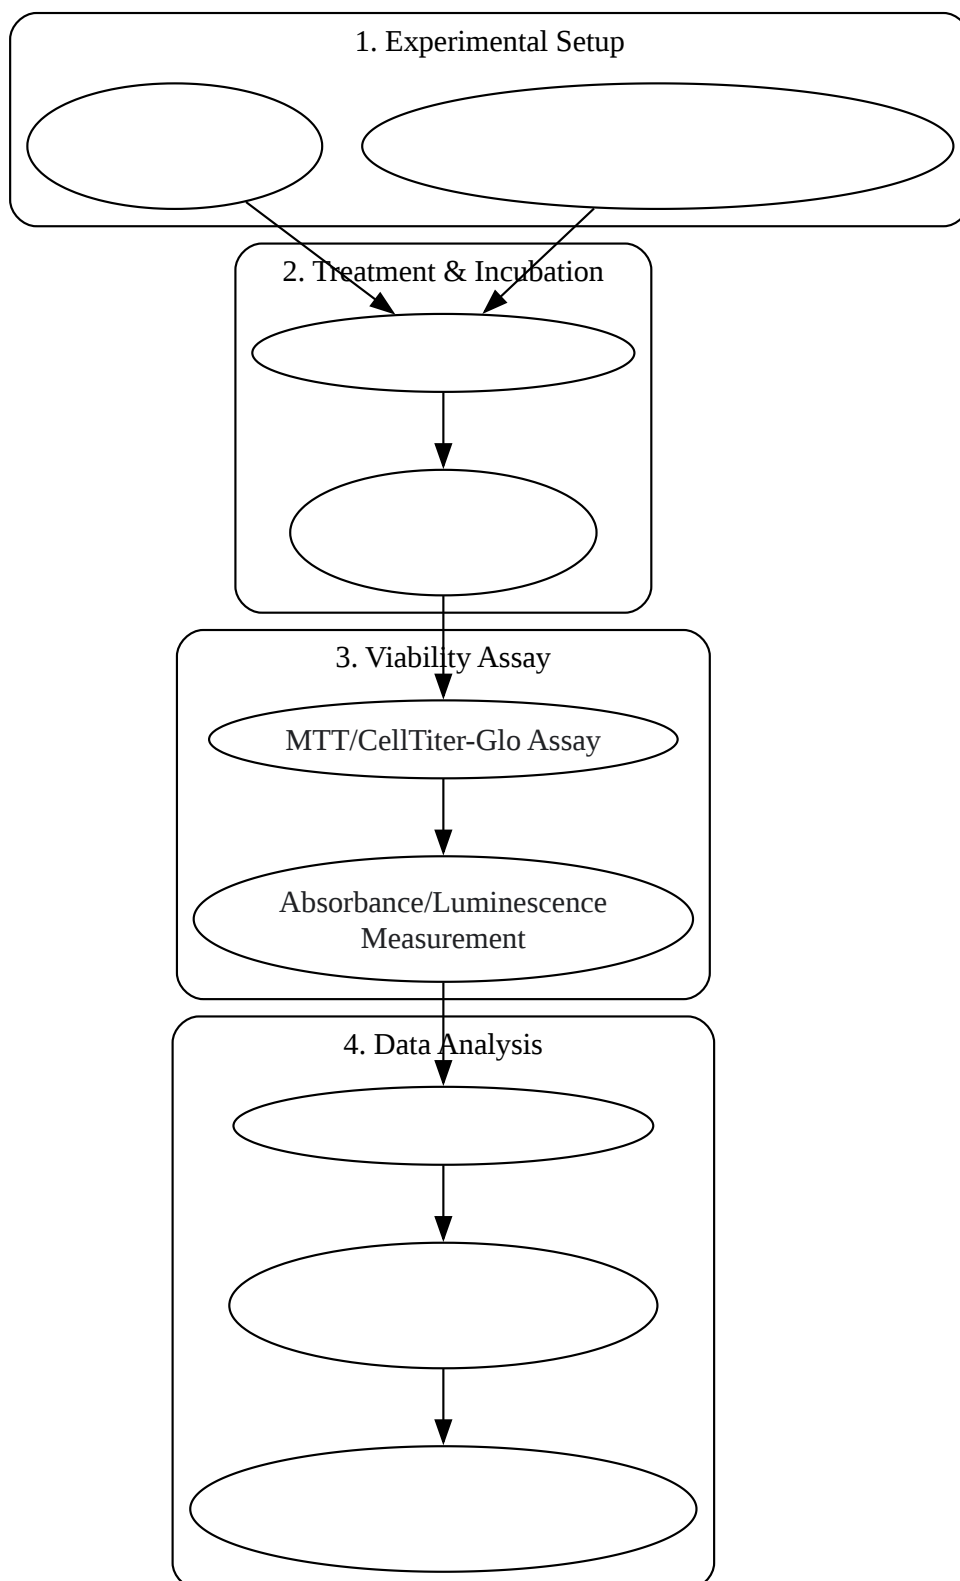 1. Experimental Setup
2. Treatment & Incubation
3. Viability Assay
MTT/CellTiter-Glo Assay
Absorbance/Luminescence
Measurement
4. Data Analysis